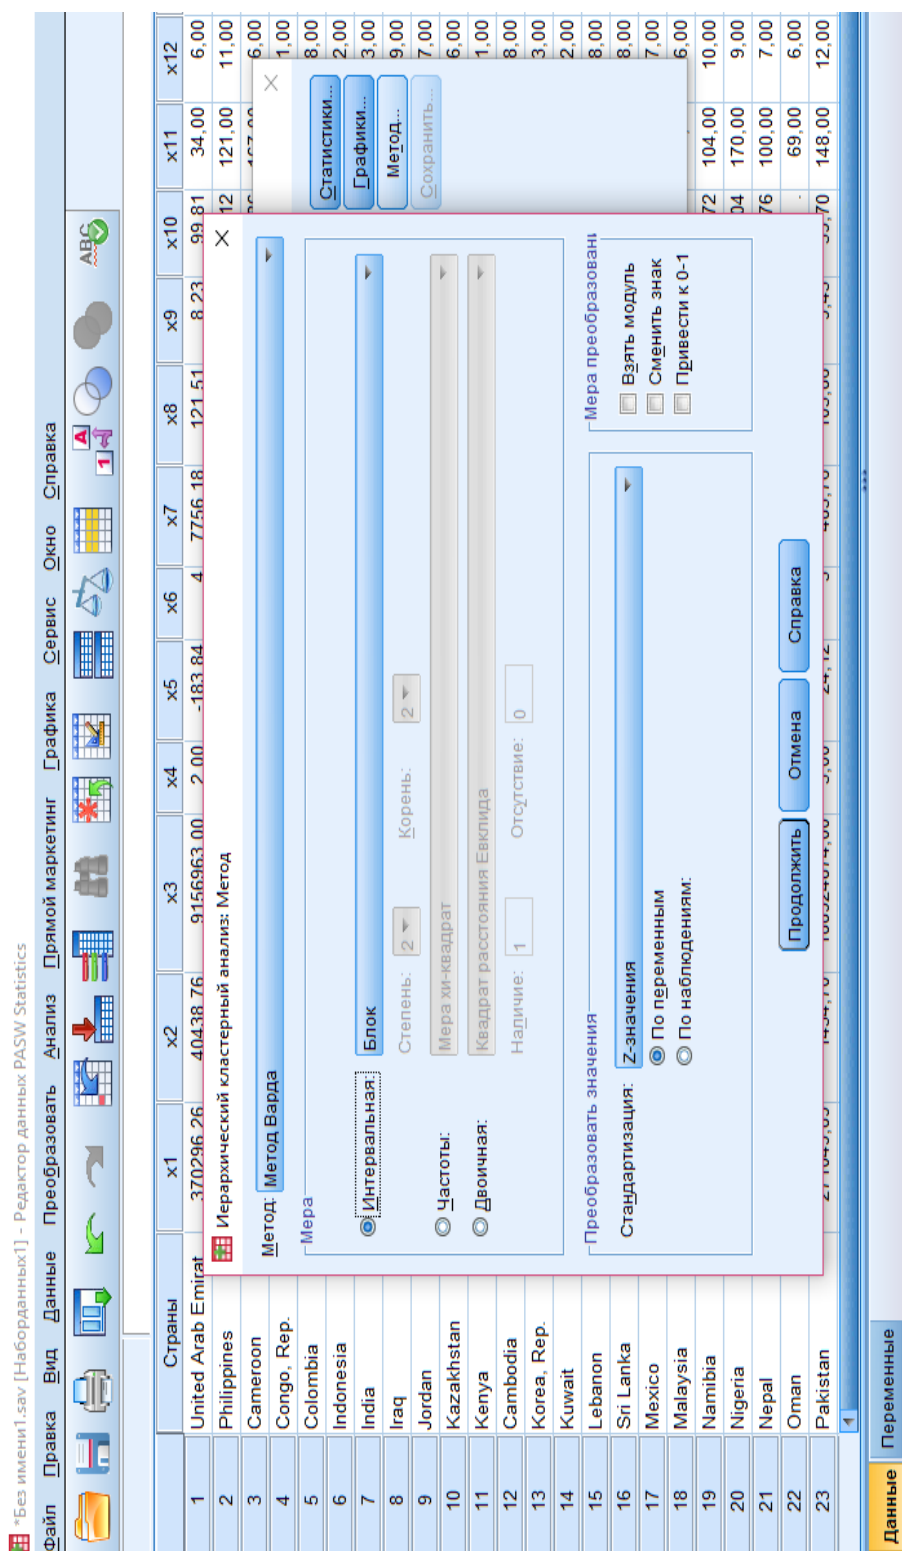 *Без имени1.sav [Наборданных1] - Редактор данных PASW Statistics
Файл Правка Вид Данные Преобразовать Анализ Прямой маркетинг Графика Сервис Окно Справка
Страны x1 x2 x3 x4 x5 x6 x7 x8 x9 x10 x11 x12
1 United Arab Emirat 370296 26 40438 76 9156963 00 2 00 -183 84 4 7756 18 121 51 8 23 99 81 34,00 6,00
2 Philippines 12 121,00 11,00
3 Cameroon 6,00
4 Congo, Rep. 1,00
5 Colombia 8,00
6 Indonesia 2,00
7 India 3,00
8 Iraq 9,00
9 Jordan 7,00
10 Kazakhstan 6,00
11 Kenya 1,00
12 Cambodia 8,00
13 Korea, Rep. 3,00
14 Kuwait 2,00
15 Lebanon 8,00
16 Sri Lanka 8,00
17 Mexico 7,00
18 Malaysia 6,00
19 Namibia 72 104,00 10,00
20 Nigeria 04 170,00 9,00
21 Nepal 76 100,00 7,00
22 Oman . 69,00 6,00
23 Pakistan 148,00 12,00
Статистики...
Графики...
Метод...
Сохранить...
Иерархический кластерный анализ: Метод
Метод: Метод Варда
Мера
Интервальная: Блок
Степень: 2 Корень: 2
Частоты: Мера хи-квадрат
Двоичная: Квадрат расстояния Евклида
Наличие: 1 Отсутствие: 0
Преобразовать значения
Стандартизация: Z-значения
По переменным
По наблюдениям:
Мера преобразовани
Взять модуль
Сменить знак
Привести к 0-1
Продолжить Отмена Справка
Данные Переменные